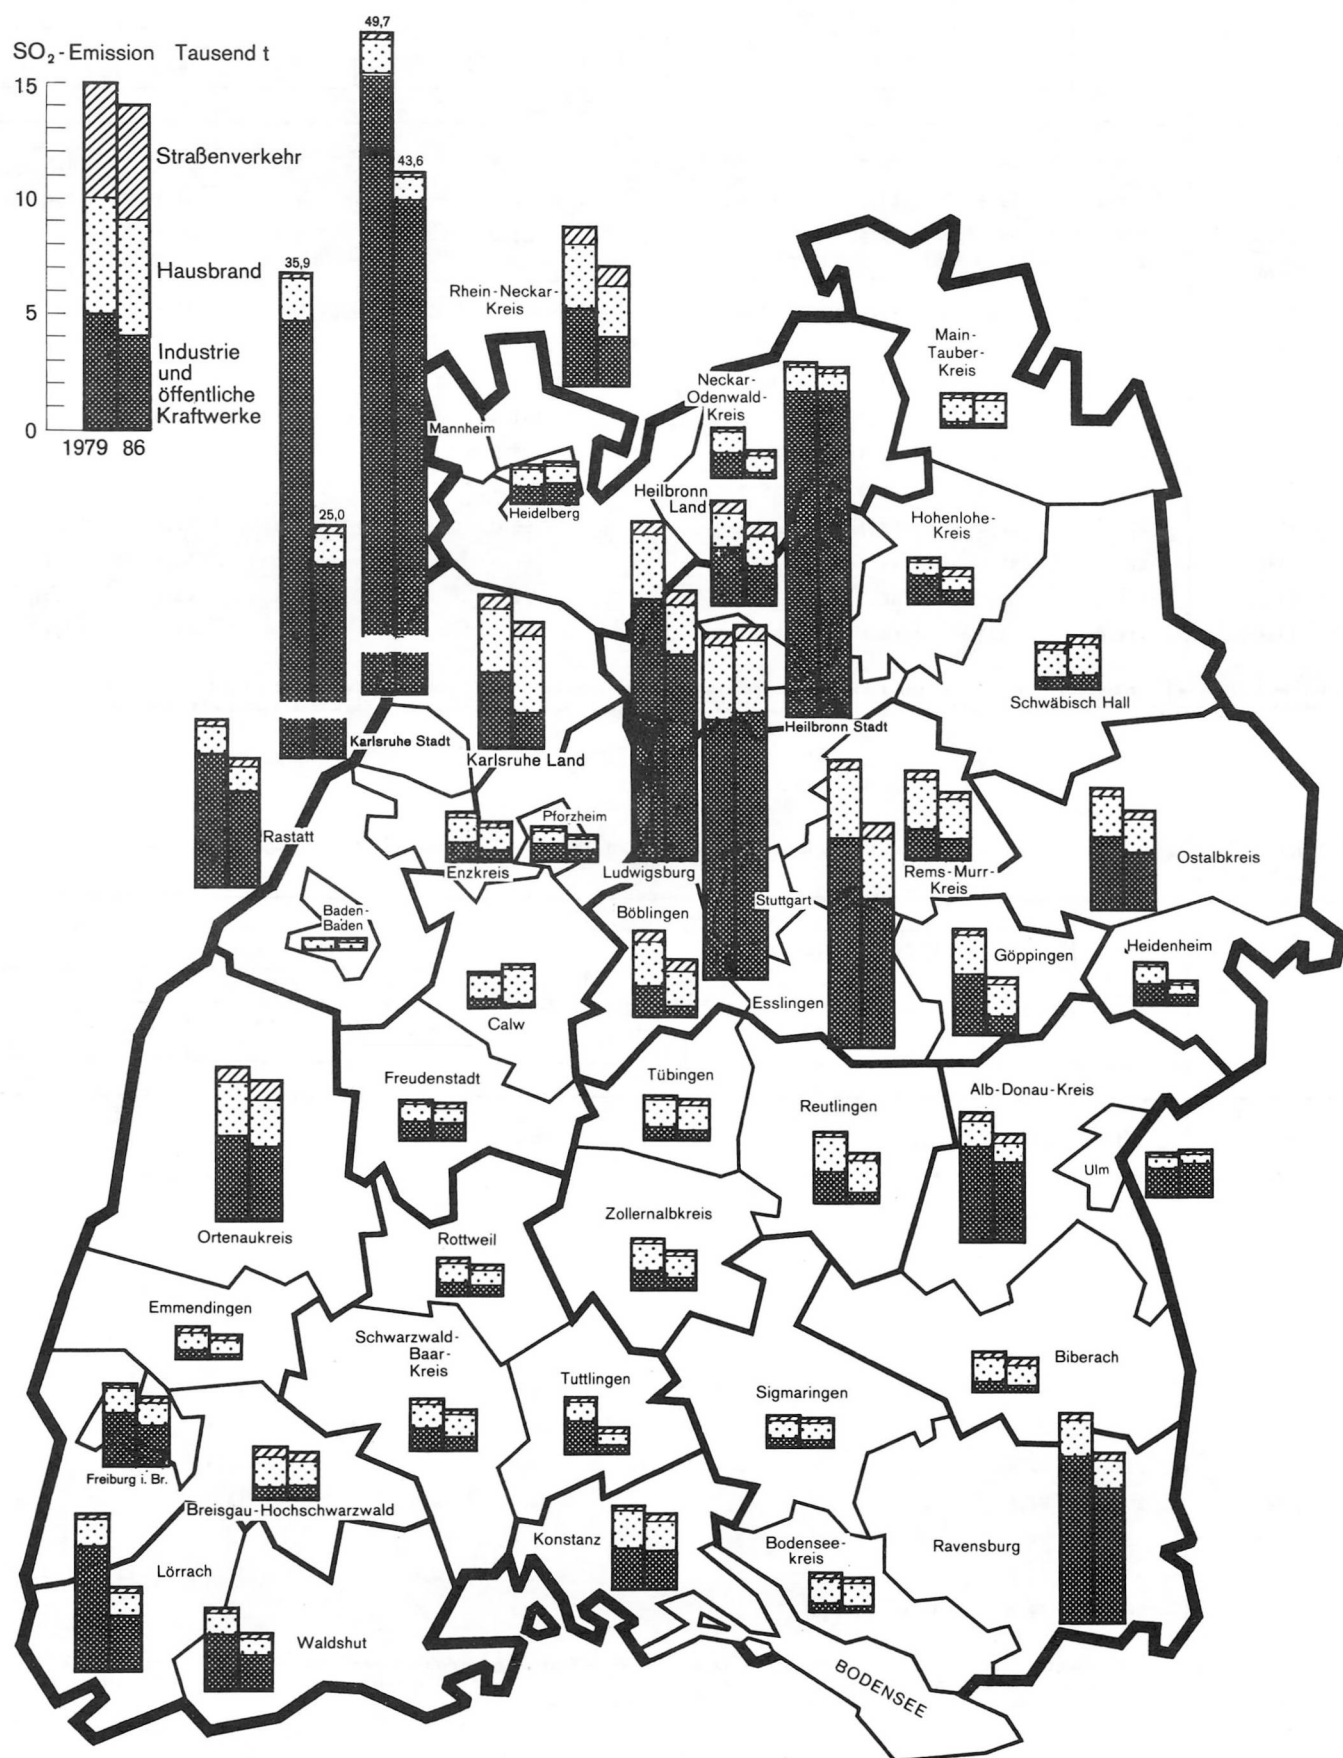 SO₂-Emission Tausend t
15
10
5
0
1979 86
Straßenverkehr
Hausbrand
Industrie
und
öffentliche
Kraftwerke
49,7
43,6
35,9
25,0
Rhein-Neckar-
Kreis
Mannheim
Heidelberg
Neckar-
Odenwald-
Kreis
Main-
Tauber-
Kreis
Heilbronn
Land
Hohenlohe-
Kreis
Schwäbisch Hall
Heilbronn Stadt
Karlsruhe Stadt
Karlsruhe Land
Rastatt
Pforzheim
Enzkreis
Ludwigsburg
Rems-Murr-
Kreis
Ostalbkreis
Baden-
Baden
Böblingen
Stuttgart
Göppingen
Heidenheim
Calw
Esslingen
Freudenstadt
Tübingen
Reutlingen
Alb-Donau-Kreis
Ulm
Ortenaukreis
Rottweil
Zollernalbkreis
Emmendingen
Schwarzwald-
Baar-
Kreis
Tuttlingen
Sigmaringen
Biberach
Freiburg i. Br.
Breisgau-Hochschwarzwald
Konstanz
Bodensee-
kreis
Ravensburg
Lörrach
Waldshut
BODENSEE